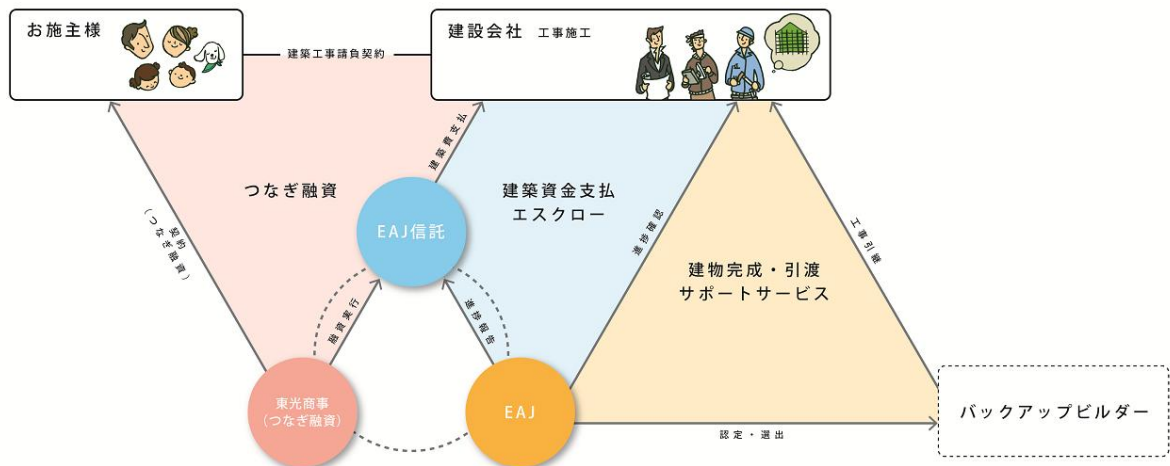 お施主様
建設会社 工事施工
建築工事請負契約
建築費支払
つなぎ融資
建築資金支払
エスクロー
EAJ信託
契約
(つなぎ融資)
進捗確認
工事引継
建物完成・引渡
サポートサービス
融資実行
進捗報告
東光商事
(つなぎ融資)
EAJ
バックアップビルダー
認定・選出